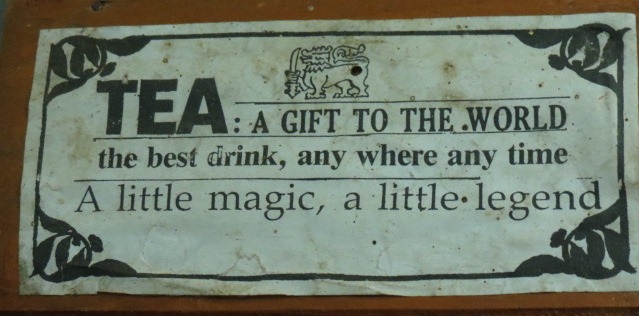 TEA: A GIFT TO THE WORLD
the best drink, any where any time
A little magic, a little legend